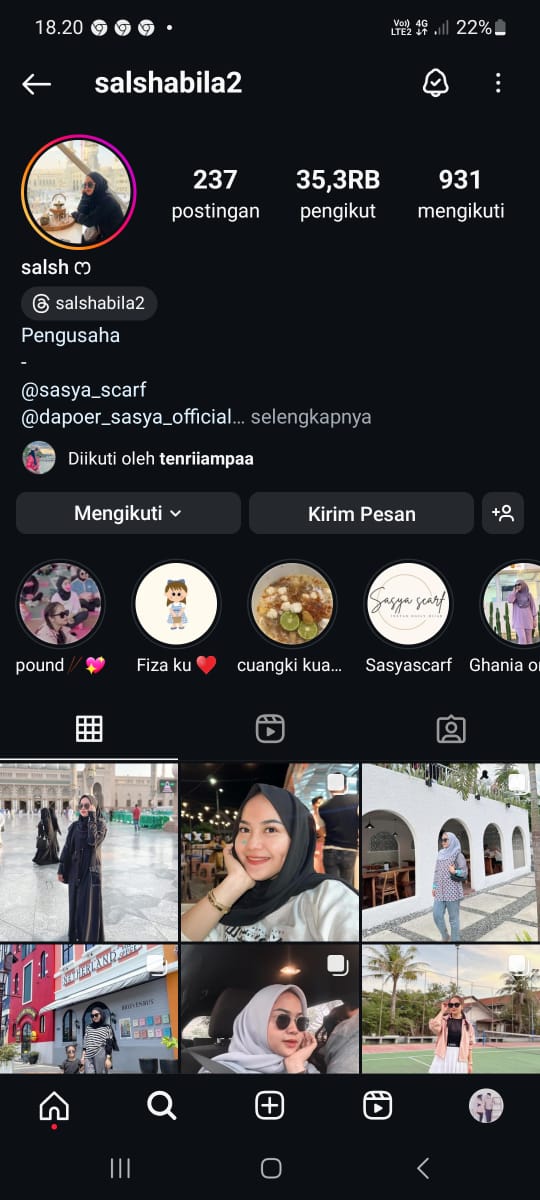 18.20
Vo)) 4G
LTE2
22%
salshabila2
237
postingan
35,3RB
pengikut
931
mengikuti
salsh ෆ
salshabila2
Pengusaha
-
@sasya_scarf
@dapoer_sasya_official... selengkapnya
Diikuti oleh tenriiampaa
Mengikuti
Kirim Pesan
Sasya scarf
pound🥢💖
Fiza ku ❤️
cuangki kua...
Sasyascarf
Ghania o
NETHERLAND